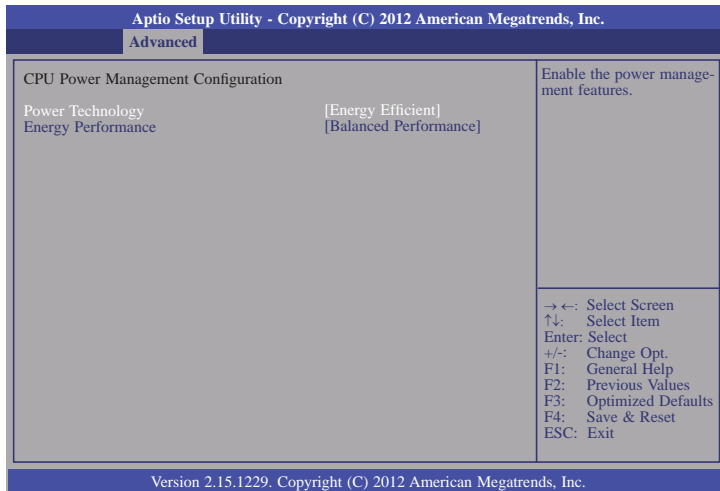 Aptio Setup Utility - Copyright (C) 2012 American Megatrends, Inc.
Advanced
CPU Power Management Configuration
Power Technology [Energy Efficient]
Energy Performance [Balanced Performance]
Enable the power manage-
ment features.
→←: Select Screen
↑↓: Select Item
Enter: Select
+/-: Change Opt.
F1: General Help
F2: Previous Values
F3: Optimized Defaults
F4: Save & Reset
ESC: Exit
Version 2.15.1229. Copyright (C) 2012 American Megatrends, Inc.